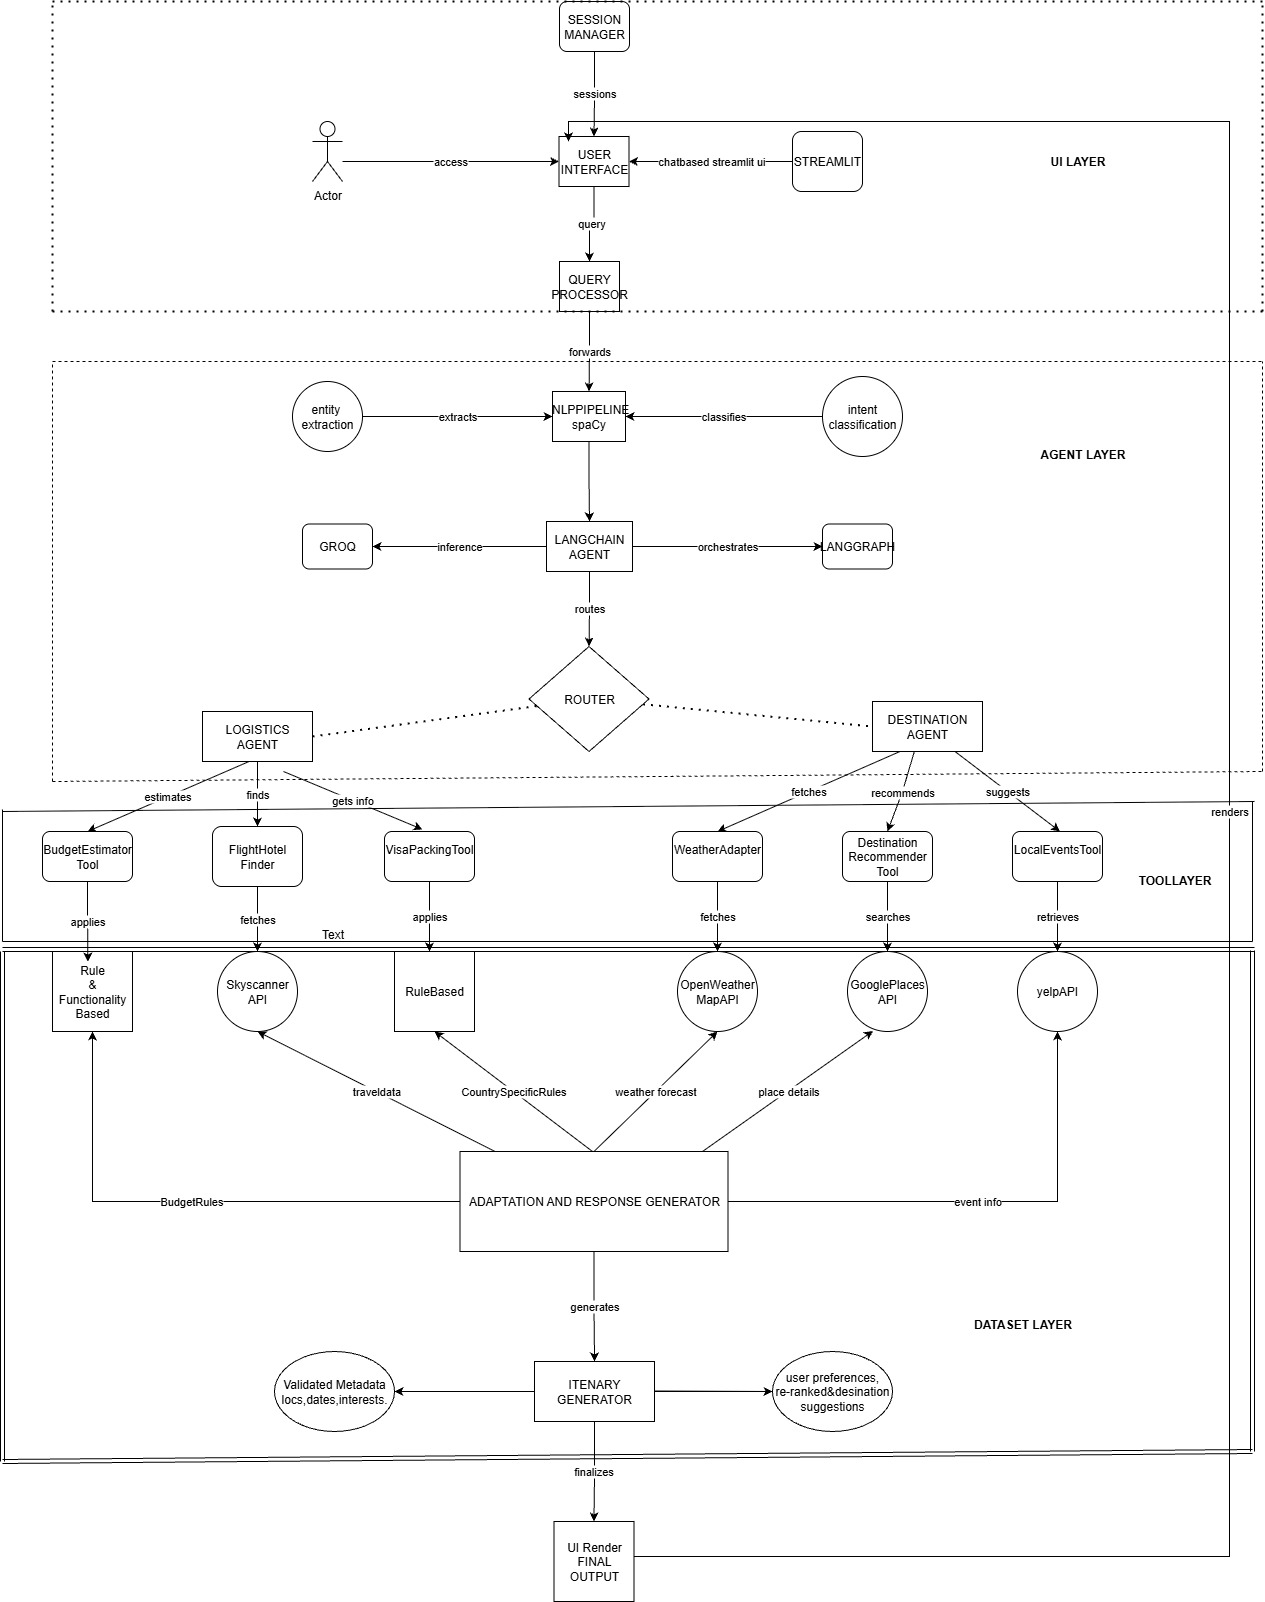 SESSION
MANAGER
sessions
access
USER
INTERFACE
chatbased streamlit ui
STREAMLIT
UI LAYER
Actor
query
QUERY
PROCESSOR
forwards
entity
extraction
extracts
NLPPIPELINE
spaCy
classifies
intent
classification
AGENT LAYER
GROQ
inference
LANGCHAIN
AGENT
orchestrates
LANGGRAPH
routes
ROUTER
LOGISTICS
AGENT
DESTINATION
AGENT
estimates
finds
gets info
fetches
recommends
suggests
renders
BudgetEstimator
Tool
FlightHotel
Finder
VisaPackingTool
WeatherAdapter
Destination
Recommender
Tool
LocalEventsTool
TOOLLAYER
applies
fetches
applies
fetches
searches
retrieves
Text
Rule
&
Functionality
Based
Skyscanner
API
RuleBased
OpenWeather
MapAPI
GooglePlaces
API
yelpAPI
traveldata
CountrySpecificRules
weather forecast
place details
BudgetRules
ADAPTATION AND RESPONSE GENERATOR
event info
generates
DATASET LAYER
Validated Metadata
locs,dates,interests.
ITENARY
GENERATOR
user preferences,
re-ranked&desination
suggestions
finalizes
UI Render
FINAL
OUTPUT